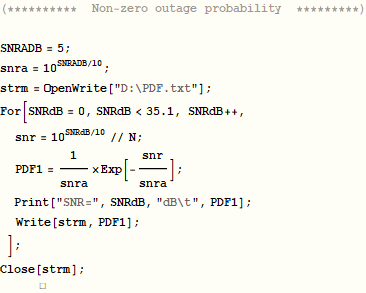 (********** Non-zero outage probability *********)
SNRADB = 5;
snra = 10^SNRADB/10;
strm = OpenWrite["D:\PDF.txt"];
For[SNRdB = 0, SNRdB < 35.1, SNRdB++,
snr = 10^SNRdB/10 // N;
PDF1 = 1/snra ×Exp[-snr/snra];
Print["SNR=", SNRdB, "dB\t", PDF1];
Write[strm, PDF1];
];
Close[strm];